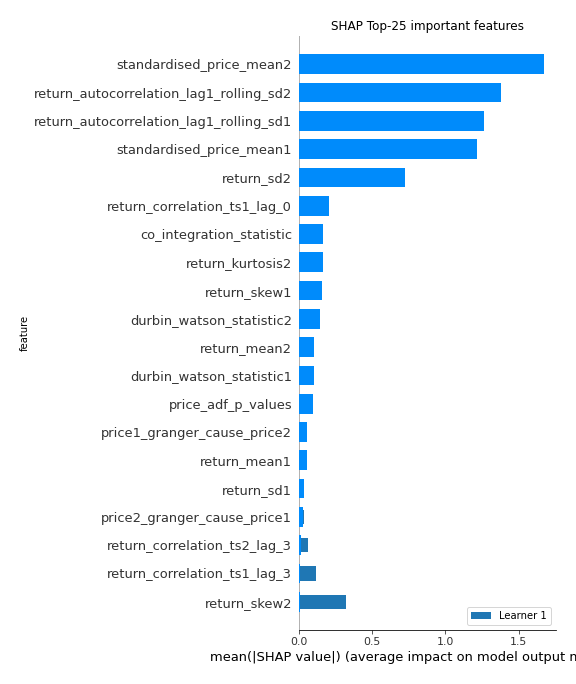 SHAP Top-25 important features
standardised_price_mean2
return_autocorrelation_lag1_rolling_sd2
return_autocorrelation_lag1_rolling_sd1
standardised_price_mean1
return_sd2
return_correlation_ts1_lag_0
co_integration_statistic
return_kurtosis2
return_skew1
durbin_watson_statistic2
feature
return_mean2
durbin_watson_statistic1
price_adf_p_values
price1_granger_cause_price2
return_mean1
return_sd1
price2_granger_cause_price1
return_correlation_ts2_lag_3
return_correlation_ts1_lag_3
return_skew2
Learner 1
0.0 0.5 1.0 1.5
mean(|SHAP value|) (average impact on model output m